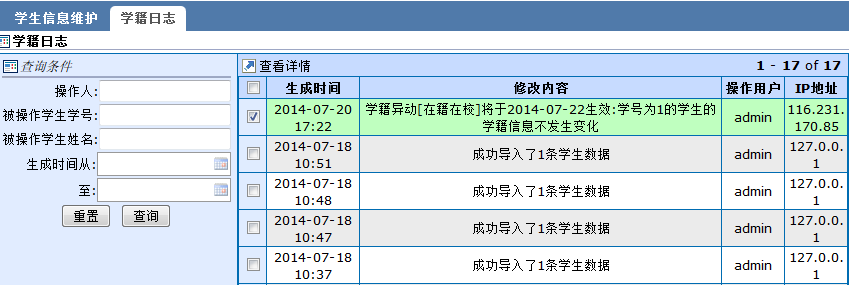 学生信息维护 学籍日志
学籍日志
查询条件
操作人:
被操作学生学号:
被操作学生姓名:
生成时间从:
至:
重置 查询
查看详情 1 - 17 of 17
生成时间 修改内容 操作用户 IP地址
2014-07-20 17:22 学籍异动[在籍在校]将于2014-07-22生效:学号为1的学生的学籍信息不发生变化 admin 116.231.170.85
2014-07-18 10:51 成功导入了1条学生数据 admin 127.0.0.1
2014-07-18 10:48 成功导入了1条学生数据 admin 127.0.0.1
2014-07-18 10:47 成功导入了1条学生数据 admin 127.0.0.1
2014-07-18 10:37 成功导入了1条学生数据 admin 127.0.0.1